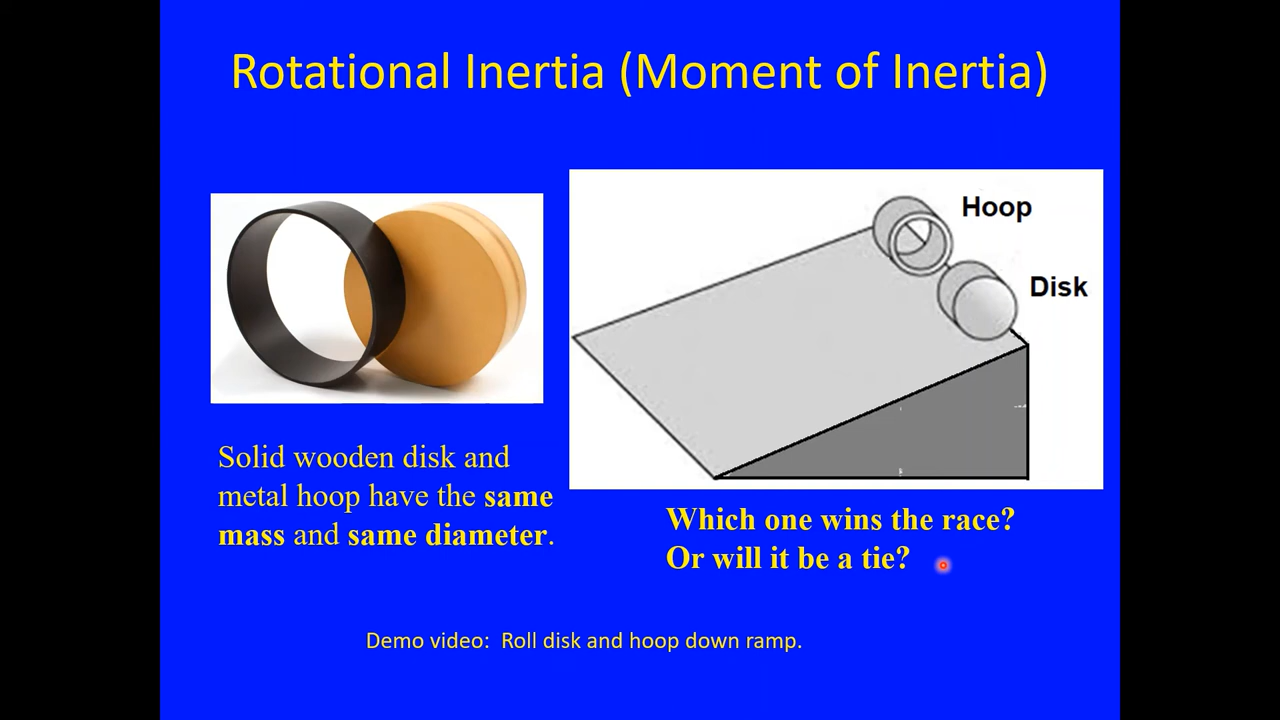 Rotational Inertia (Moment of Inertia)
Hoop
Disk
Solid wooden disk and
metal hoop have the same
mass and same diameter.
Which one wins the race?
Or will it be a tie?
Demo video:  Roll disk and hoop down ramp.